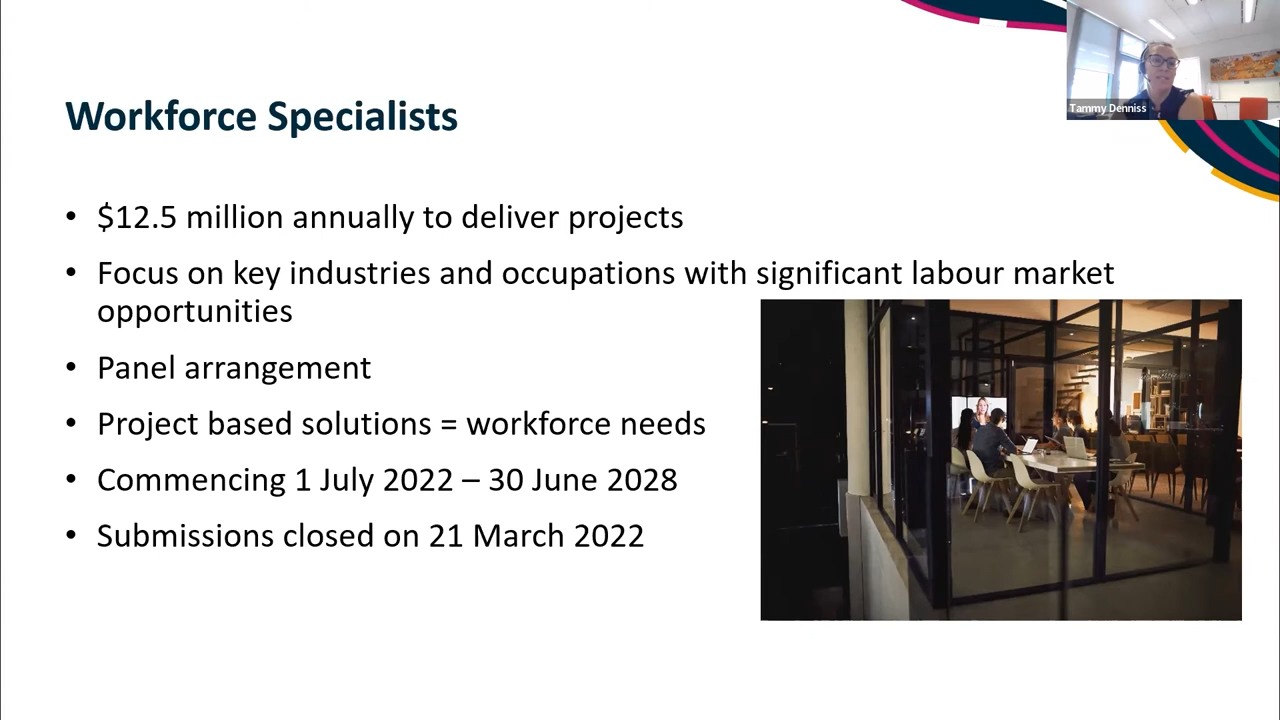 Tammy Denniss
Workforce Specialists
• $12.5 million annually to deliver projects
• Focus on key industries and occupations with significant labour market
opportunities
• Panel arrangement
• Project based solutions = workforce needs
• Commencing 1 July 2022 – 30 June 2028
• Submissions closed on 21 March 2022